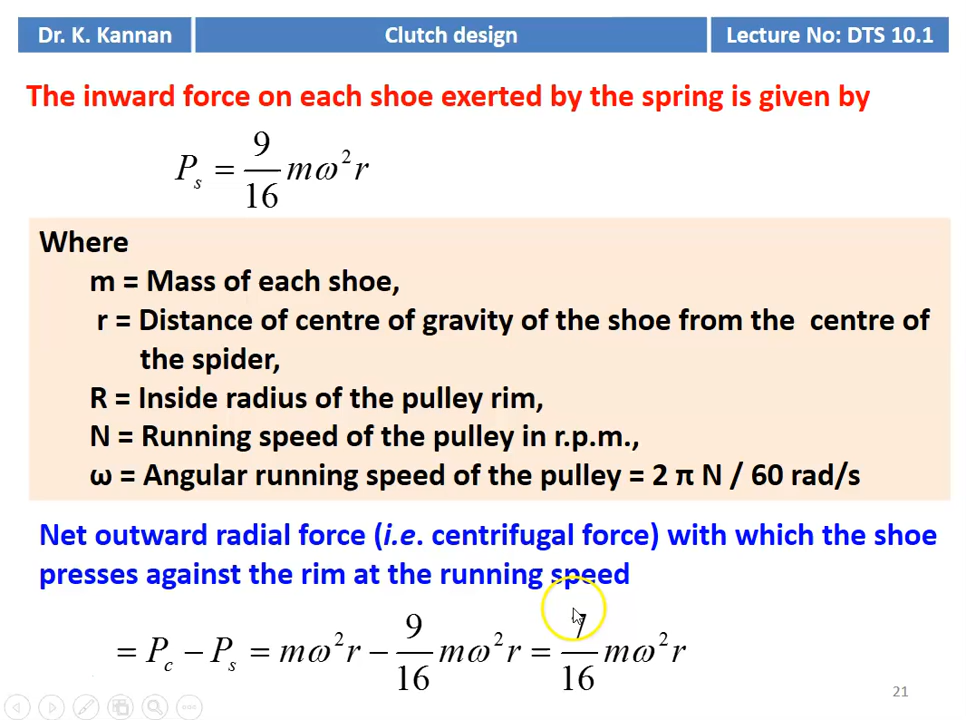 Dr. K. Kannan
Clutch design
Lecture No: DTS 10.1
The inward force on each shoe exerted by the spring is given by
Pₛ = 9/16 mω²r
Where
m = Mass of each shoe,
r = Distance of centre of gravity of the shoe from the centre of
the spider,
R = Inside radius of the pulley rim,
N = Running speed of the pulley in r.p.m.,
ω = Angular running speed of the pulley = 2 π N / 60 rad/s
Net outward radial force (i.e. centrifugal force) with which the shoe
presses against the rim at the running speed
= P_c − Pₛ = mω²r − 9/16 mω²r = 7/16 mω²r
21